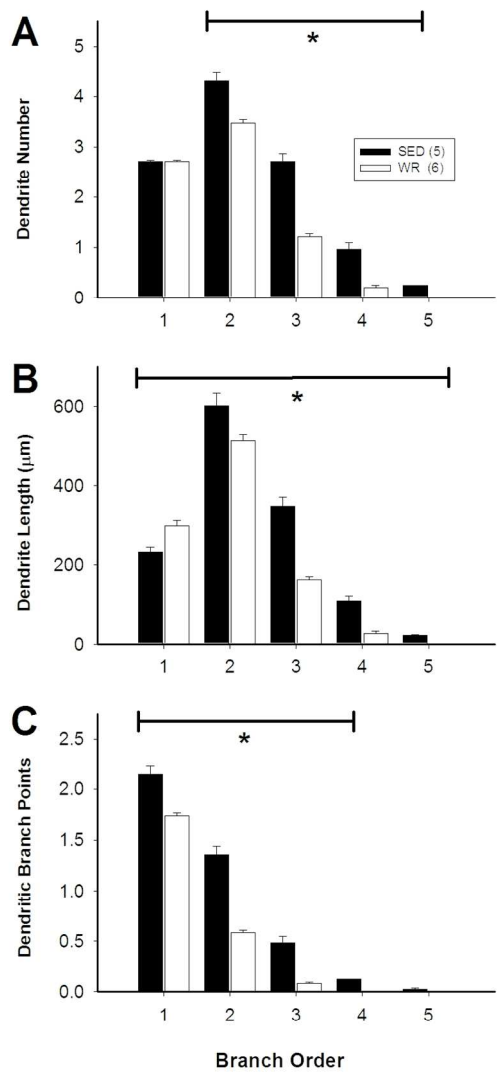 A
*
Dendrite Number
5
4
3
2
1
0
SED (5)
WR (6)
1 2 3 4 5
B
*
Dendrite Length (μm)
600
400
200
0
1 2 3 4 5
C
*
Dendritic Branch Points
2.5
2.0
1.5
1.0
0.5
0.0
1 2 3 4 5
Branch Order